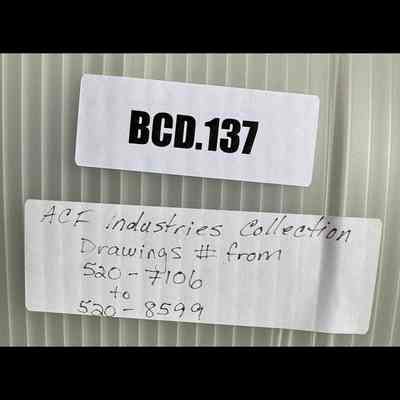 BCD.137
ACF industries Collection
Drawings # from
520-7106
to
520-8599